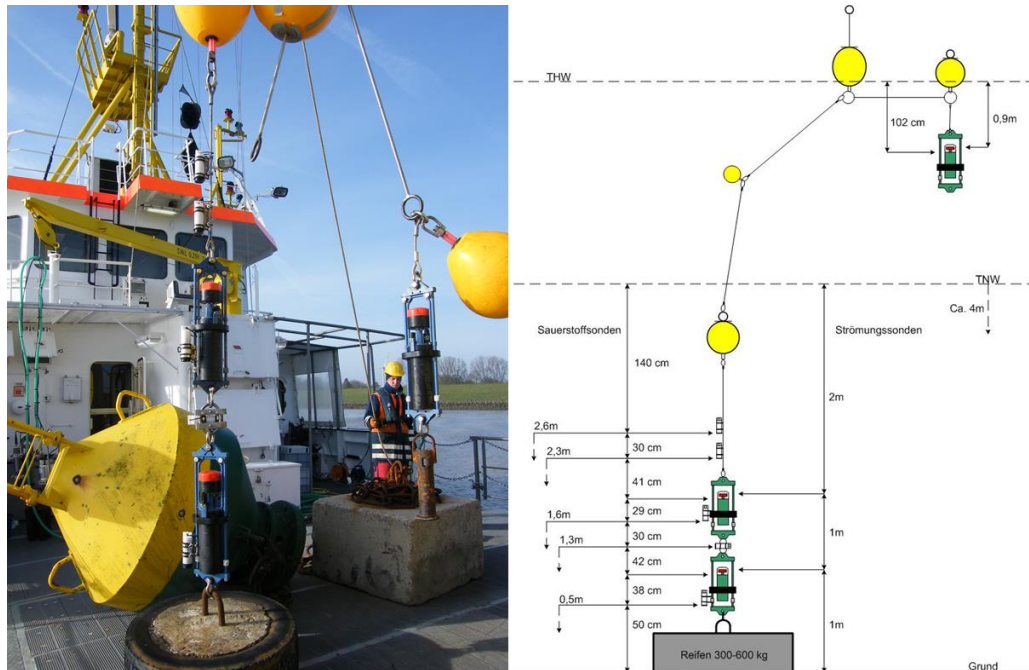 THW
102 cm
0,9m
TNW
Ca. 4m
Sauerstoffsonden
Strömungssonden
140 cm
2m
2,6m
30 cm
2,3m
41 cm
29 cm
1,6m
30 cm
1m
1,3m
42 cm
38 cm
0,5m
50 cm
1m
Reifen 300-600 kg
Grund